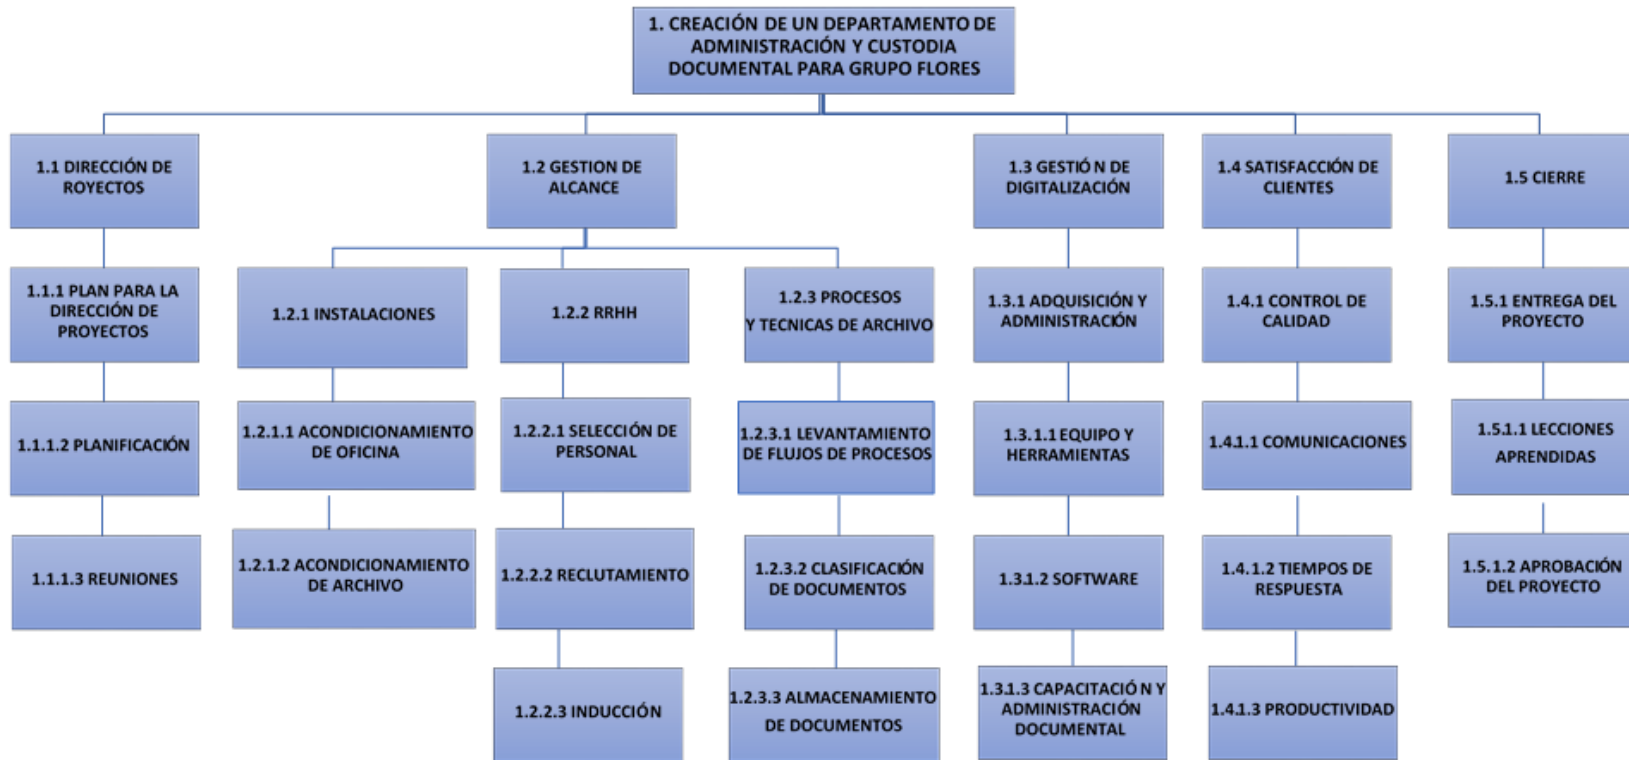 1. CREACIÓN DE UN DEPARTAMENTO DE
ADMINISTRACIÓN Y CUSTODIA
DOCUMENTAL PARA GRUPO FLORES
1.1 DIRECCIÓN DE
ROYECTOS
1.2 GESTION DE
ALCANCE
1.3 GESTIÓ N DE
DIGITALIZACIÓN
1.4 SATISFACCIÓN DE
CLIENTES
1.5 CIERRE
1.1.1 PLAN PARA LA
DIRECCIÓN DE
PROYECTOS
1.2.1 INSTALACIONES
1.2.2 RRHH
1.2.3 PROCESOS
Y TECNICAS DE ARCHIVO
1.3.1 ADQUISICIÓN Y
ADMINISTRACIÓN
1.4.1 CONTROL DE
CALIDAD
1.5.1 ENTREGA DEL
PROYECTO
1.1.1.2 PLANIFICACIÓN
1.2.1.1 ACONDICIONAMIENTO
DE OFICINA
1.2.2.1 SELECCIÓN DE
PERSONAL
1.2.3.1 LEVANTAMIENTO
DE FLUJOS DE PROCESOS
1.3.1.1 EQUIPO Y
HERRAMIENTAS
1.4.1.1 COMUNICACIONES
1.5.1.1 LECCIONES
APRENDIDAS
1.1.1.3 REUNIONES
1.2.1.2 ACONDICIONAMIENTO
DE ARCHIVO
1.2.2.2 RECLUTAMIENTO
1.2.3.2 CLASIFICACIÓN
DE DOCUMENTOS
1.3.1.2 SOFTWARE
1.4.1.2 TIEMPOS DE
RESPUESTA
1.5.1.2 APROBACIÓN
DEL PROYECTO
1.2.2.3 INDUCCIÓN
1.2.3.3 ALMACENAMIENTO
DE DOCUMENTOS
1.3.1.3 CAPACITACIÓ N Y
ADMINISTRACIÓN
DOCUMENTAL
1.4.1.3 PRODUCTIVIDAD